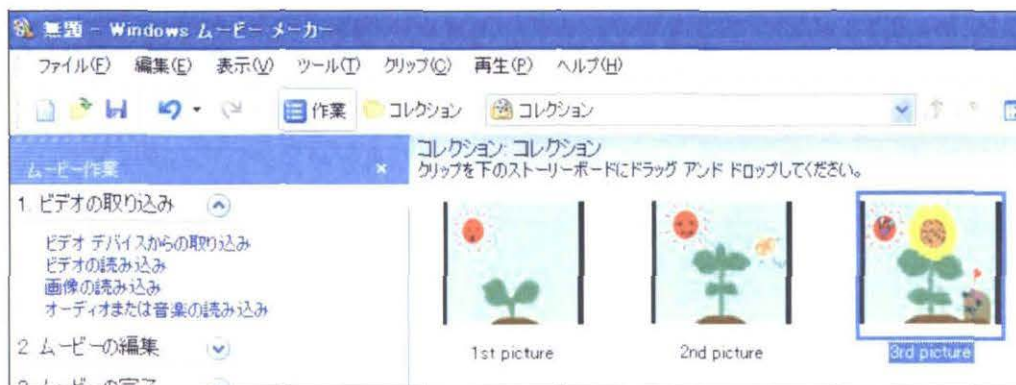 無題 - Windows ムービー メーカー
ファイル(F) 編集(E) 表示(V) ツール(T) クリップ(C) 再生(P) ヘルプ(H)
作業 コレクション コレクション
ムービー作業
コレクション: コレクション
クリップを下のストーリーボードにドラッグ アンド ドロップしてください。
1. ビデオの取り込み
ビデオ デバイスからの取り込み
ビデオの読み込み
画像の読み込み
オーディオまたは音楽の読み込み
2. ムービーの編集
1st picture 2nd picture 3rd picture
3. ムービーの完了